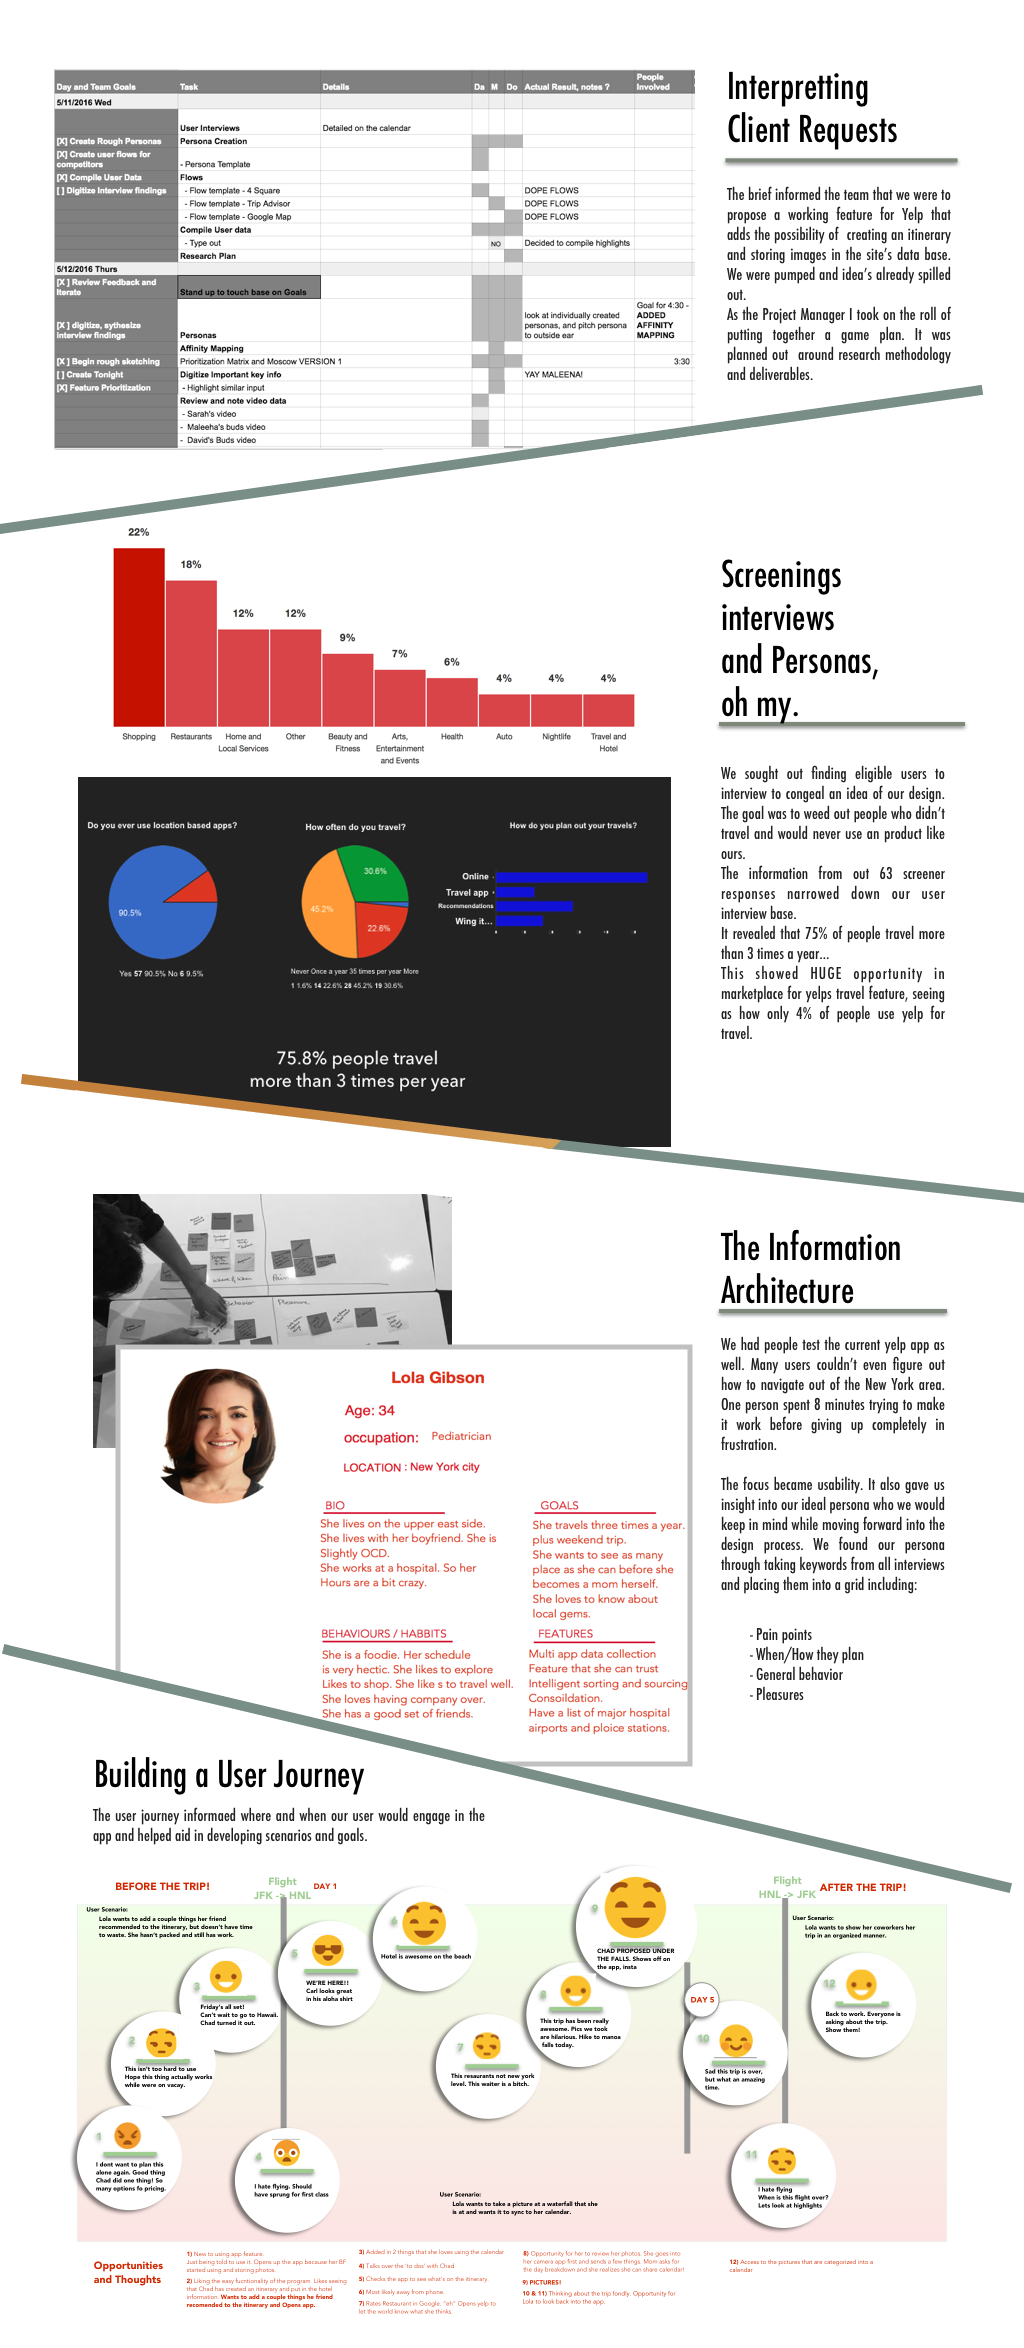 Day and Team Goals Task Details Da M Do Actual Result, notes ? People Involved
5/11/2016 Wed
User Interviews Detailed on the calendar
[X] Create Rough Personas Persona Creation
[X] Create user flows for competitors - Persona Template
[X] Compile User Data Flows
[ ] Digitize Interview findings - Flow template - 4 Square DOPE FLOWS
- Flow template - Trip Advisor DOPE FLOWS
- Flow template - Google Map DOPE FLOWS
Compile User data
- Type out NO Decided to compile highlights
Research Plan
5/12/2016 Thurs
[X ] Review Feedback and Iterate Stand up to touch base on Goals
[X ] digitize, sythesize interview findings Personas look at individually created personas, and pitch persona to outside ear Goal for 4:30 - ADDED AFFINITY MAPPING
Affinity Mapping
[X ] Begin rough sketching Prioritization Matrix and Moscow VERSION 1 3:30
[ ] Create Tonight Digitize Important key info YAY MALEENA!
[X] Feature Prioritization - Highlight similar input
Review and note video data
- Sarah's video
- Maleeha's buds video
- David's Buds video
Interpretting
Client Requests
The brief informed the team that we were to
propose a working feature for Yelp that
adds the possibility of creating an itinerary
and storing images in the site's data base.
We were pumped and idea's already spilled
out.
As the Project Manager I took on the roll of
putting together a game plan. It was
planned out around research methodology
and deliverables.
22%
18%
12%
12%
9%
7%
6%
4%
4%
4%
Shopping
Restaurants
Home and
Local Services
Other
Beauty and
Fitness
Arts,
Entertainment
and Events
Health
Auto
Nightlife
Travel and
Hotel
Screenings
interviews
and Personas,
oh my.
We sought out finding eligible users to
interview to congeal an idea of our design.
The goal was to weed out people who didn't
travel and would never use an product like
ours.
The information from out 63 screener
responses narrowed down our user
interview base.
It revealed that 75% of people travel more
than 3 times a year...
This showed HUGE opportunity in
marketplace for yelps travel feature, seeing
as how only 4% of people use yelp for
travel.
Do you ever use location based apps?
90.5%
Yes 57 90.5% No 6 9.5%
How often do you travel?
30.6%
45.2%
22.6%
Never Once a year 35 times per year More
1 1.6% 14 22.6% 28 45.2% 19 30.6%
How do you plan out your travels?
Online
Travel app
Recommendations
Wing it...
75.8% people travel
more than 3 times per year
Where/When
Pain
Behavior
Pleasures
The Information
Architecture
We had people test the current yelp app as
well. Many users couldn't even figure out
how to navigate out of the New York area.
One person spent 8 minutes trying to make
it work before giving up completely in
frustration.
The focus became usability. It also gave us
insight into our ideal persona who we would
keep in mind while moving forward into the
design process. We found our persona
through taking keywords from all interviews
and placing them into a grid including:
- Pain points
- When/How they plan
- General behavior
- Pleasures
Lola Gibson
Age: 34
occupation: Pediatrician
LOCATION : New York city
BIO
She lives on the upper east side.
She lives with her boyfriend. She is
Slightly OCD.
She works at a hospital. So her
Hours are a bit crazy.
GOALS
She travels three times a year.
plus weekend trip.
She wants to see as many
place as she can before she
becomes a mom herself.
She loves to know about
local gems.
BEHAVIOURS / HABBITS
She is a foodie. Her schedule
is very hectic. She likes to explore
Likes to shop. She like s to travel well.
She loves having company over.
She has a good set of friends.
FEATURES
Multi app data collection
Feature that she can trust
Intelligent sorting and sourcing
Consoildation.
Have a list of major hospital
airports and ploice stations.
Building a User Journey
The user journey informaed where and when our user would engage in the
app and helped aid in developing scenarios and goals.
BEFORE THE TRIP!
Flight
JFK -> HNL
DAY 1
Flight
HNL -> JFK
AFTER THE TRIP!
User Scenario:
Lola wants to add a couple things her friend
recommended to the itinerary, but doesn't have time
to waste. She hasn't packed and still has work.
User Scenario:
Lola wants to show her coworkers her
trip in an organized manner.
1
I dont want to plan this
alone again. Good thing
Chad did one thing! So
many options fo pricing.
2
This isn't too hard to use
Hope this thing actually works
while were on vacay.
3
Friday's all set!
Can't wait to go to Hawaii.
Chad turned it out.
4
I hate flying. Should
have sprung for first class
5
WE'RE HERE!!
Carl looks great
in his aloha shirt
6
Hotel is awesome on the beach
7
This resaurants not new york
level. This waiter is a bitch.
8
This trip has been really
awesome. Pics we took
are hilarious. Hike to manoa
falls today.
9
CHAD PROPOSED UNDER
THE FALLS. Shows off on
the app, insta
DAY 5
10
Sad this trip is over,
but what an amazing
time.
11
I hate flying
When is this flight over?
Lets look at highlights
12
Back to work. Everyone is
asking about the trip.
Show them!
User Scenario:
Lola wants to take a picture at a waterfall that she
is at and wants it to sync to her calendar.
Opportunities
and Thoughts
1) New to using app feature.
Just being told to use it. Opens up the app because her BF
started using and storing photos.
2) Liking the easy functionality of the program. Likes seeing
that Chad has created an itinerary and put in the hotel
information. Wants to add a couple things he friend
recomended to the itinerary and Opens app.
3) Added in 2 things that she loves using the calendar
4) Talks over the 'to dos' with Chad
5) Checks the app to see what's on the itinerary.
6) Most likely away from phone.
7) Rates Restaurant in Google. "eh" Opens yelp to
let the world know what she thinks.
8) Opportunity for her to review her photos. She goes into
her camera app first and sends a few things. Mom asks for
the day breakdown and she realizes she can share calendar!
9) PICTURES!
10 & 11) Thinking about the trip fondly. Opportunity for
Lola to look back into the app.
12) Access to the pictures that are categorized into a
calendar